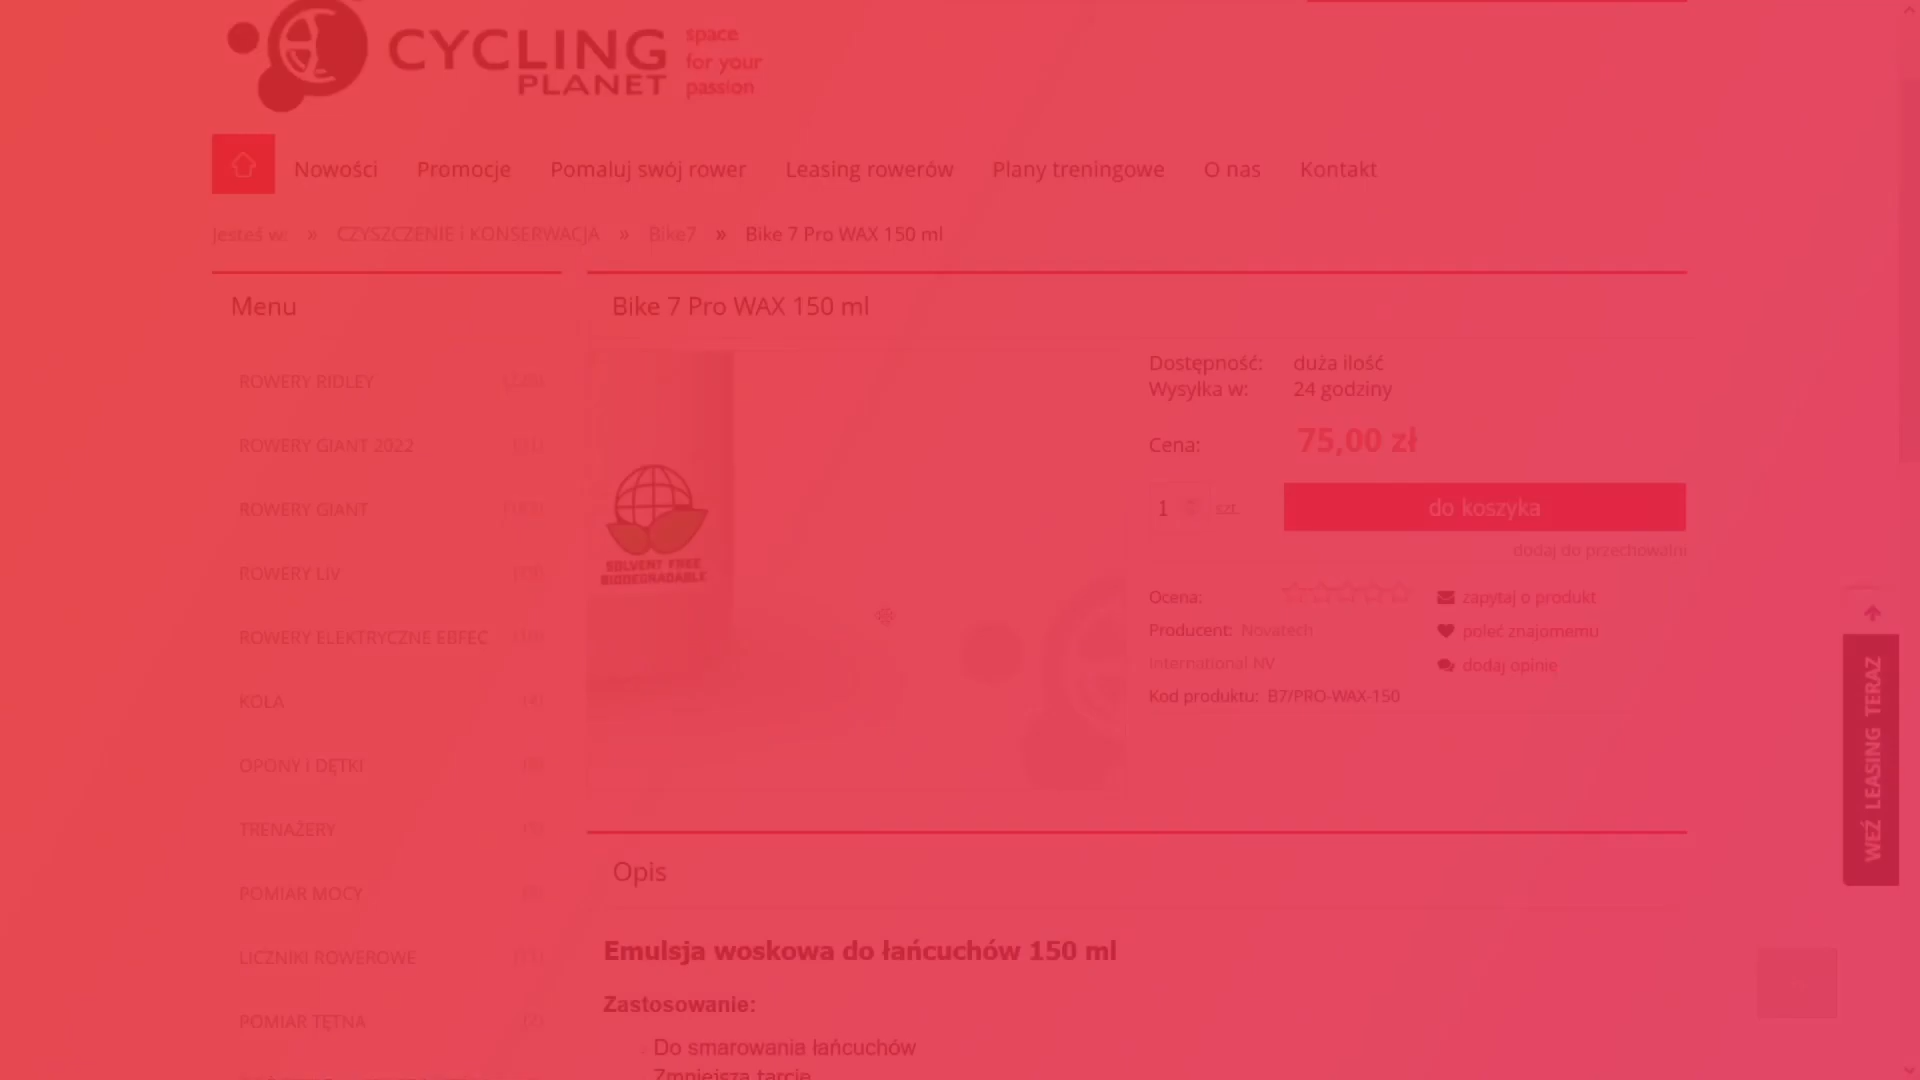 CYCLING
PLANET
space
for your
passion
Nowości Promocje Pomaluj swój rower Leasing rowerów Plany treningowe O nas Kontakt
Jesteś w: » CZYSZCZENIE i KONSERWACJA » Bike7 » Bike 7 Pro WAX 150 ml
Menu
ROWERY RIDLEY
ROWERY GIANT 2022
ROWERY GIANT
ROWERY LIV
ROWERY ELEKTRYCZNE EBFEC
KOŁA
OPONY i DĘTKI
TRENAŻERY
POMIAR MOCY
LICZNIKI ROWEROWE
POMIAR TĘTNA
Bike 7 Pro WAX 150 ml
SOLVENT FREE
BIODEGRADABLE
Dostępność: duża ilość
Wysyłka w: 24 godziny
Cena: 75,00 zł
1 szt. do koszyka
dodaj do przechowalni
Ocena:
Producent: Novatech
International NV
Kod produktu: B7/PRO-WAX-150
zapytaj o produkt
poleć znajomemu
dodaj opinię
WEŹ LEASING TERAZ
Opis
Emulsja woskowa do łańcuchów 150 ml
Zastosowanie:
Do smarowania łańcuchów
Zmniejsza tarcie